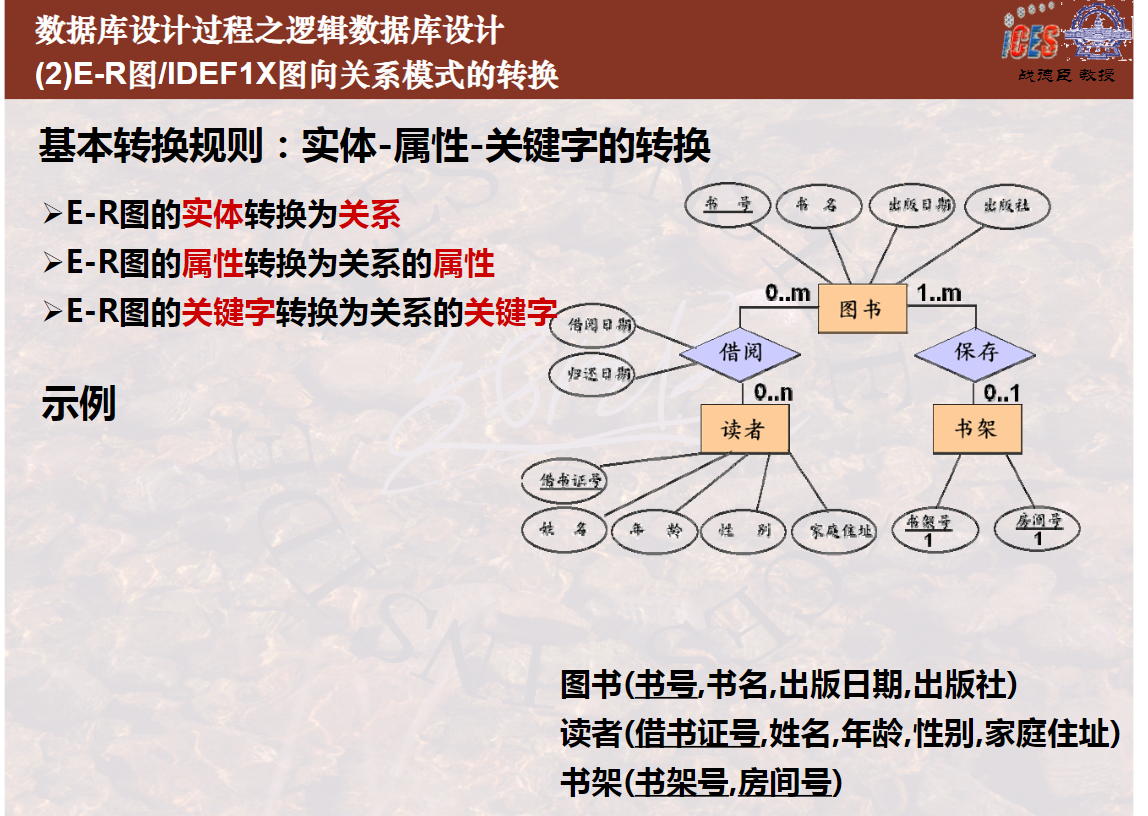 数据库设计过程之逻辑数据库设计
(2)E-R图/IDEF1X图向关系模式的转换
ICES
战德臣 教授
基本转换规则：实体-属性-关键字的转换
➢E-R图的实体转换为关系
➢E-R图的属性转换为关系的属性
➢E-R图的关键字转换为关系的关键字
示例
书 号
书 名
出版日期
出版社
0..m
图书
1..m
借阅日期
归还日期
借阅
保存
0..n
0..1
读者
书架
借书证号
姓 名
年 龄
性 别
家庭住址
书架号
1
房间号
1
图书(书号,书名,出版日期,出版社)
读者(借书证号,姓名,年龄,性别,家庭住址)
书架(书架号,房间号)